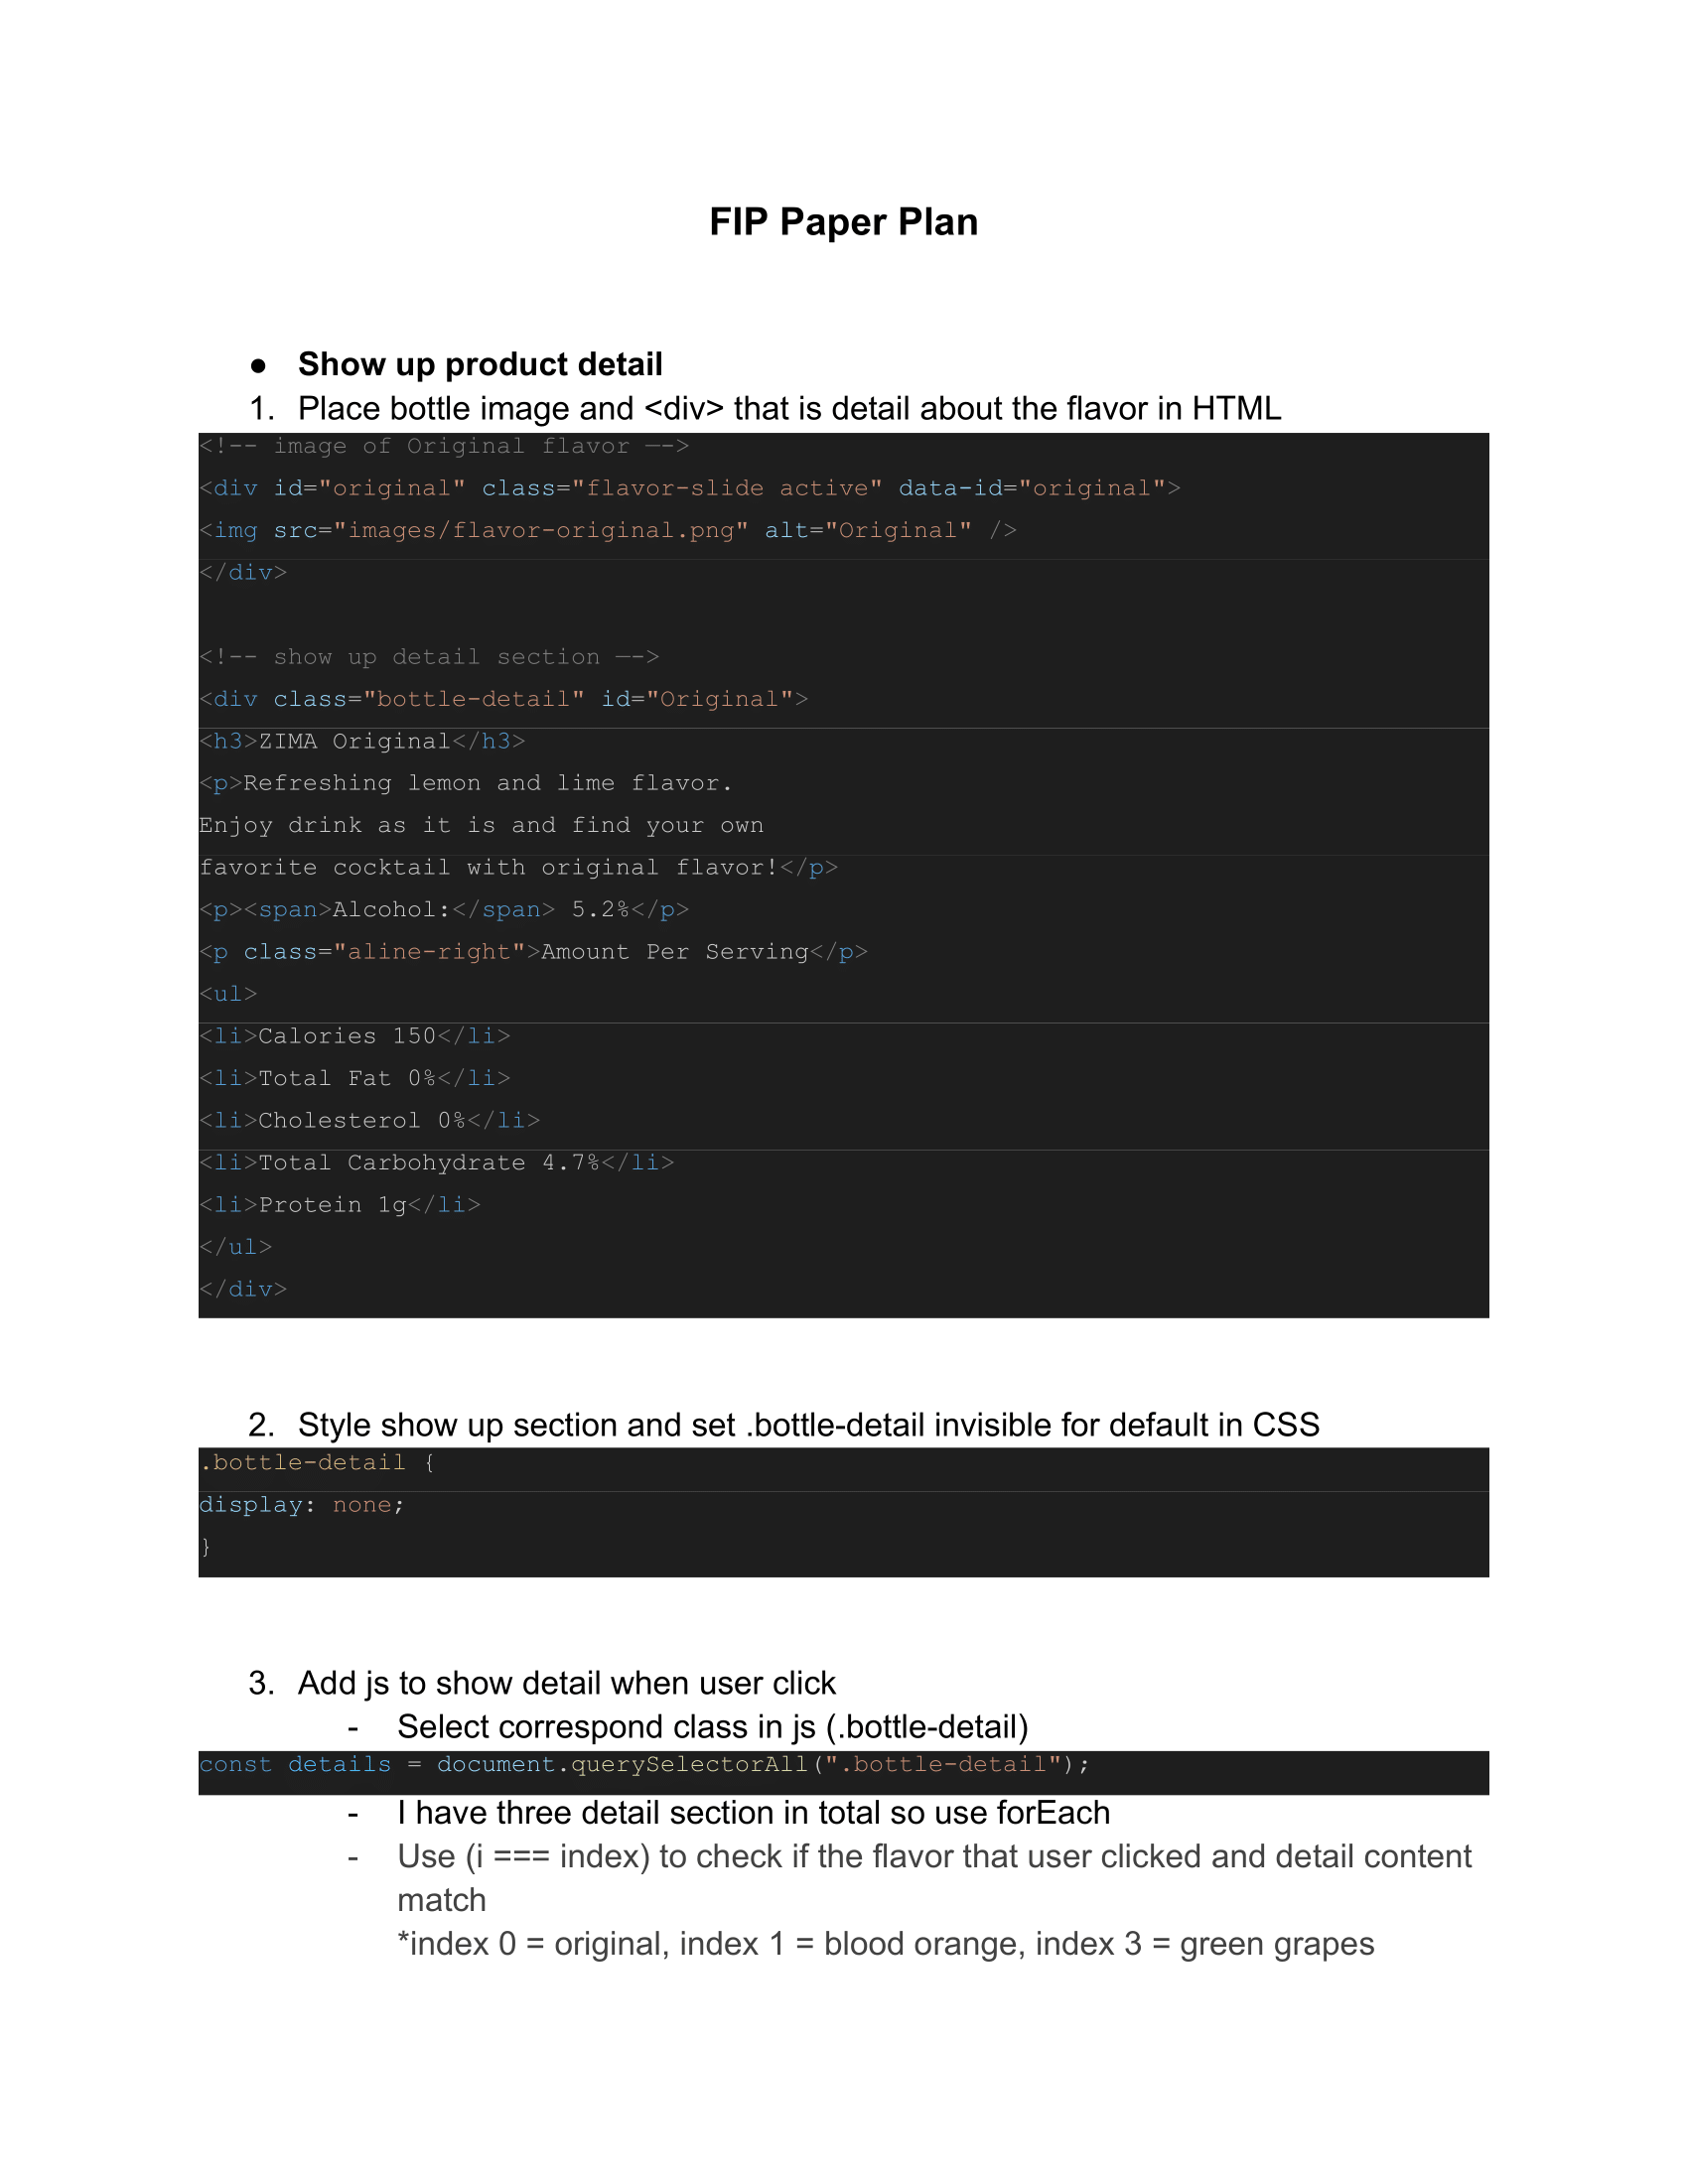 FIP Paper Plan
● Show up product detail
1. Place bottle image and <div> that is detail about the flavor in HTML
<!-- image of Original flavor —->
<div id="original" class="flavor-slide active" data-id="original">
<img src="images/flavor-original.png" alt="Original" />
</div>
<!-- show up detail section —->
<div class="bottle-detail" id="Original">
<h3>ZIMA Original</h3>
<p>Refreshing lemon and lime flavor.
Enjoy drink as it is and find your own
favorite cocktail with original flavor!</p>
<p><span>Alcohol:</span> 5.2%</p>
<p class="aline-right">Amount Per Serving</p>
<ul>
<li>Calories 150</li>
<li>Total Fat 0%</li>
<li>Cholesterol 0%</li>
<li>Total Carbohydrate 4.7%</li>
<li>Protein 1g</li>
</ul>
</div>
2. Style show up section and set .bottle-detail invisible for default in CSS
.bottle-detail {
display: none;
}
3. Add js to show detail when user click
- Select correspond class in js (.bottle-detail)
const details = document.querySelectorAll(".bottle-detail");
- I have three detail section in total so use forEach
- Use (i === index) to check if the flavor that user clicked and detail content
match
*index 0 = original, index 1 = blood orange, index 3 = green grapes